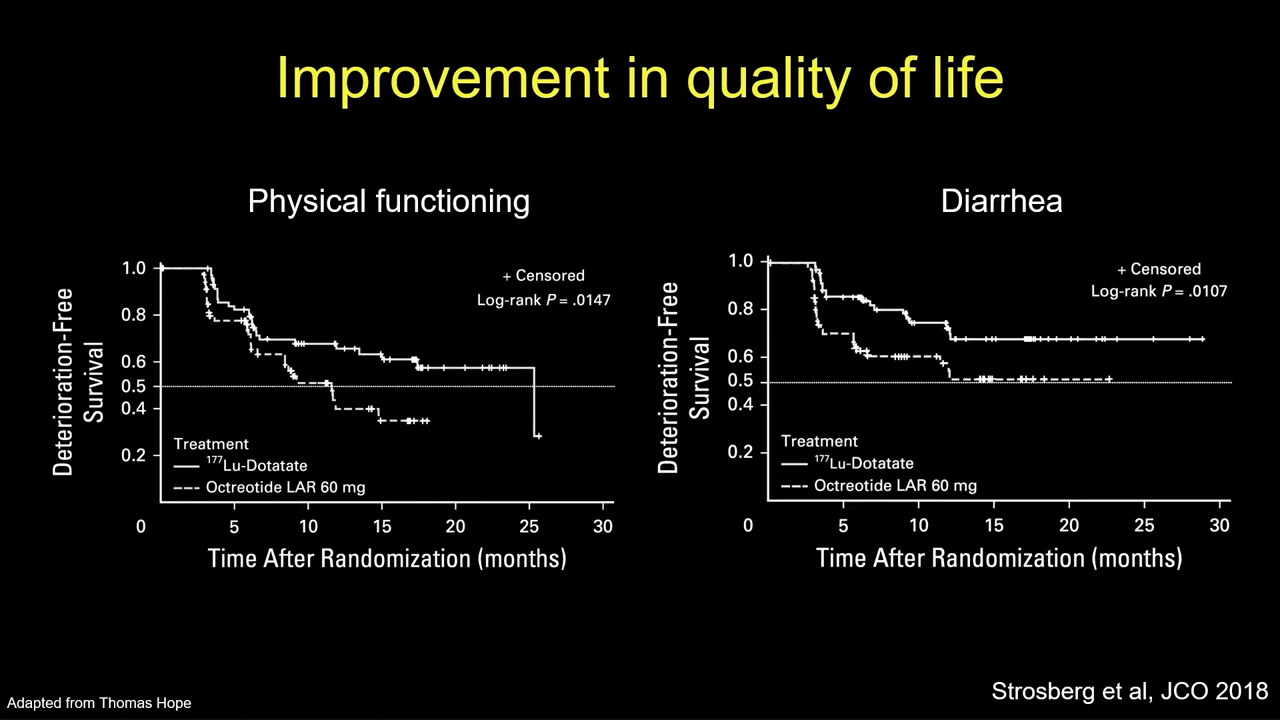 Improvement in quality of life
Physical functioning
Deterioration-Free
Survival
1.0
0.8
0.6
0.5
0.4
0.2
+ Censored
Log-rank P = .0147
Treatment
177Lu-Dotatate
Octreotide LAR 60 mg
0 5 10 15 20 25 30
Time After Randomization (months)
Diarrhea
Deterioration-Free
Survival
1.0
0.8
0.6
0.5
0.4
0.2
+ Censored
Log-rank P = .0107
Treatment
177Lu-Dotatate
Octreotide LAR 60 mg
0 5 10 15 20 25 30
Time After Randomization (months)
Strosberg et al, JCO 2018
Adapted from Thomas Hope